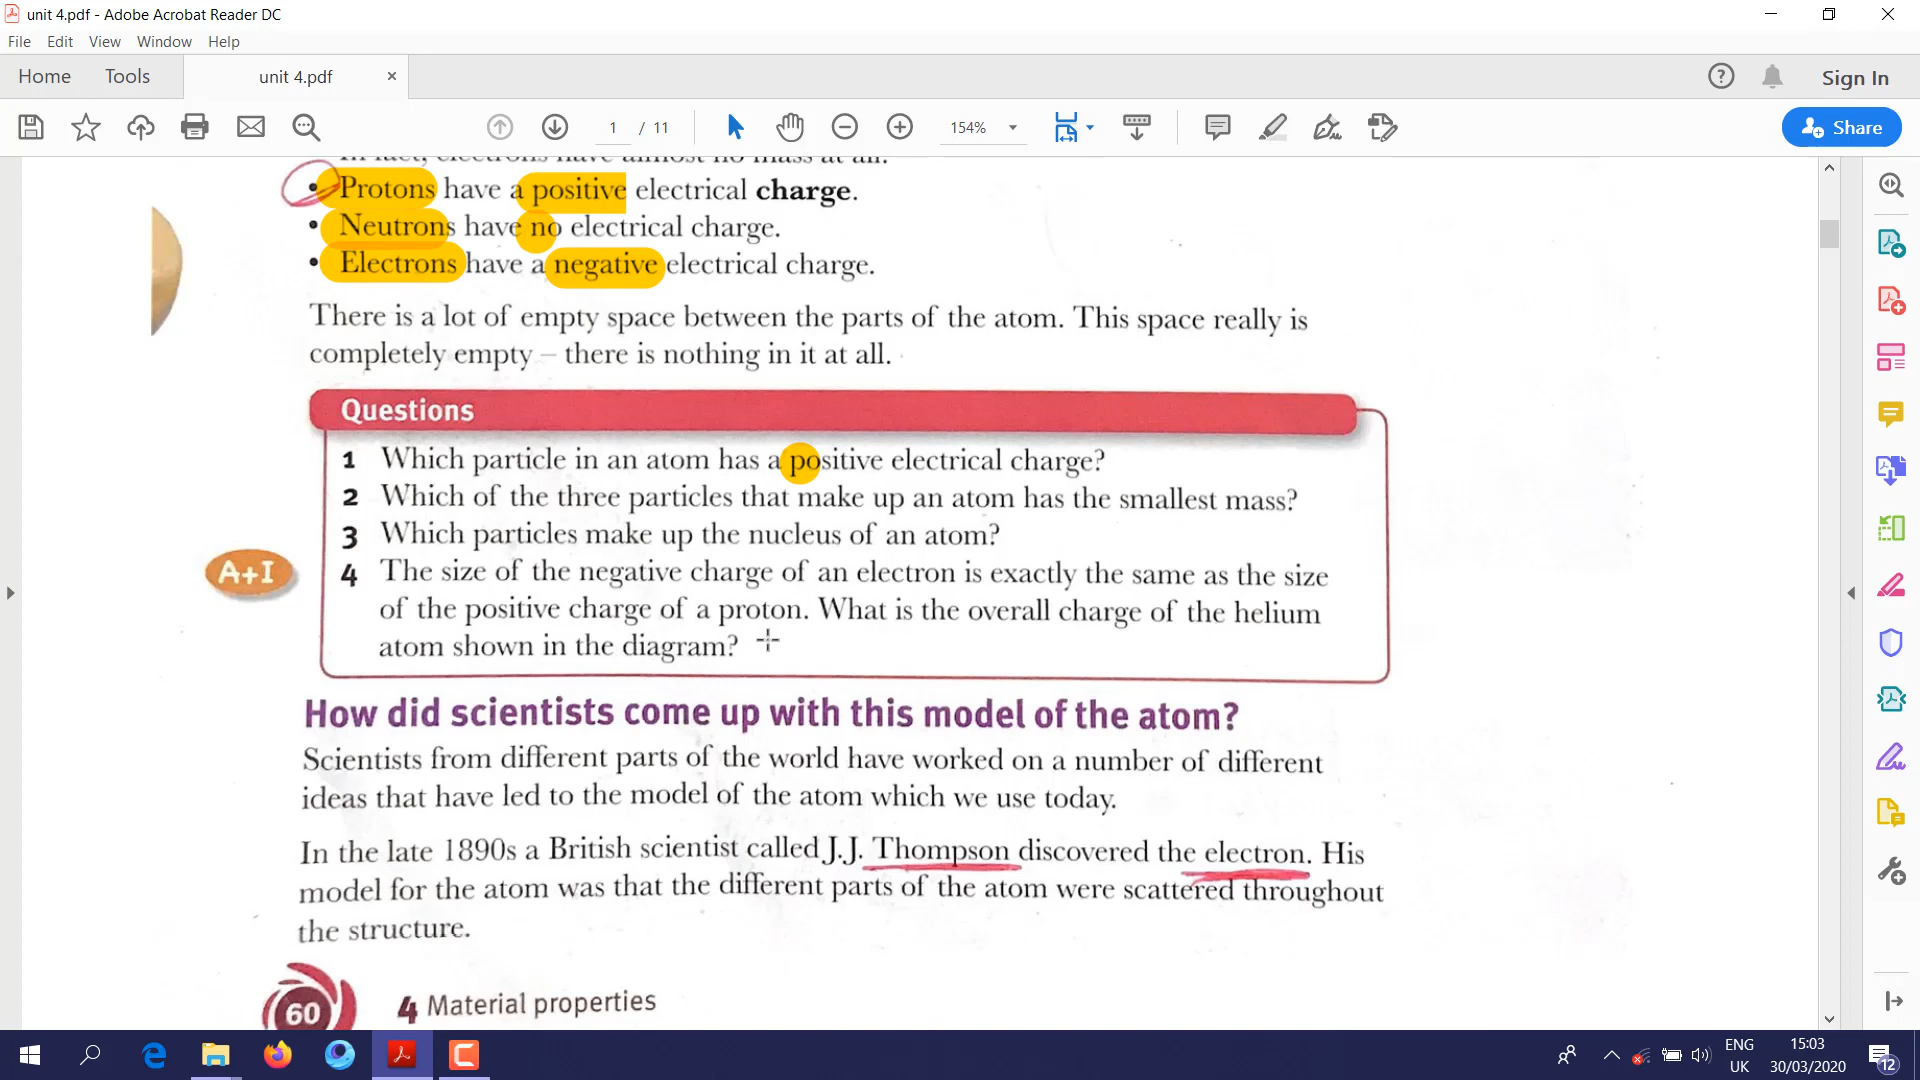 unit 4.pdf - Adobe Acrobat Reader DC
File Edit View Window Help
Home Tools unit 4.pdf × ? Sign In
1 / 11 154% Share
In fact, electrons have almost no mass at all.
• Protons have a positive electrical charge.
• Neutrons have no electrical charge.
• Electrons have a negative electrical charge.
There is a lot of empty space between the parts of the atom. This space really is
completely empty – there is nothing in it at all.
Questions
1 Which particle in an atom has a positive electrical charge?
2 Which of the three particles that make up an atom has the smallest mass?
3 Which particles make up the nucleus of an atom?
A+I 4 The size of the negative charge of an electron is exactly the same as the size
of the positive charge of a proton. What is the overall charge of the helium
atom shown in the diagram?
How did scientists come up with this model of the atom?
Scientists from different parts of the world have worked on a number of different
ideas that have led to the model of the atom which we use today.
In the late 1890s a British scientist called J.J. Thompson discovered the electron. His
model for the atom was that the different parts of the atom were scattered throughout
the structure.
60 4 Material properties
ENG 15:03
UK 30/03/2020 12